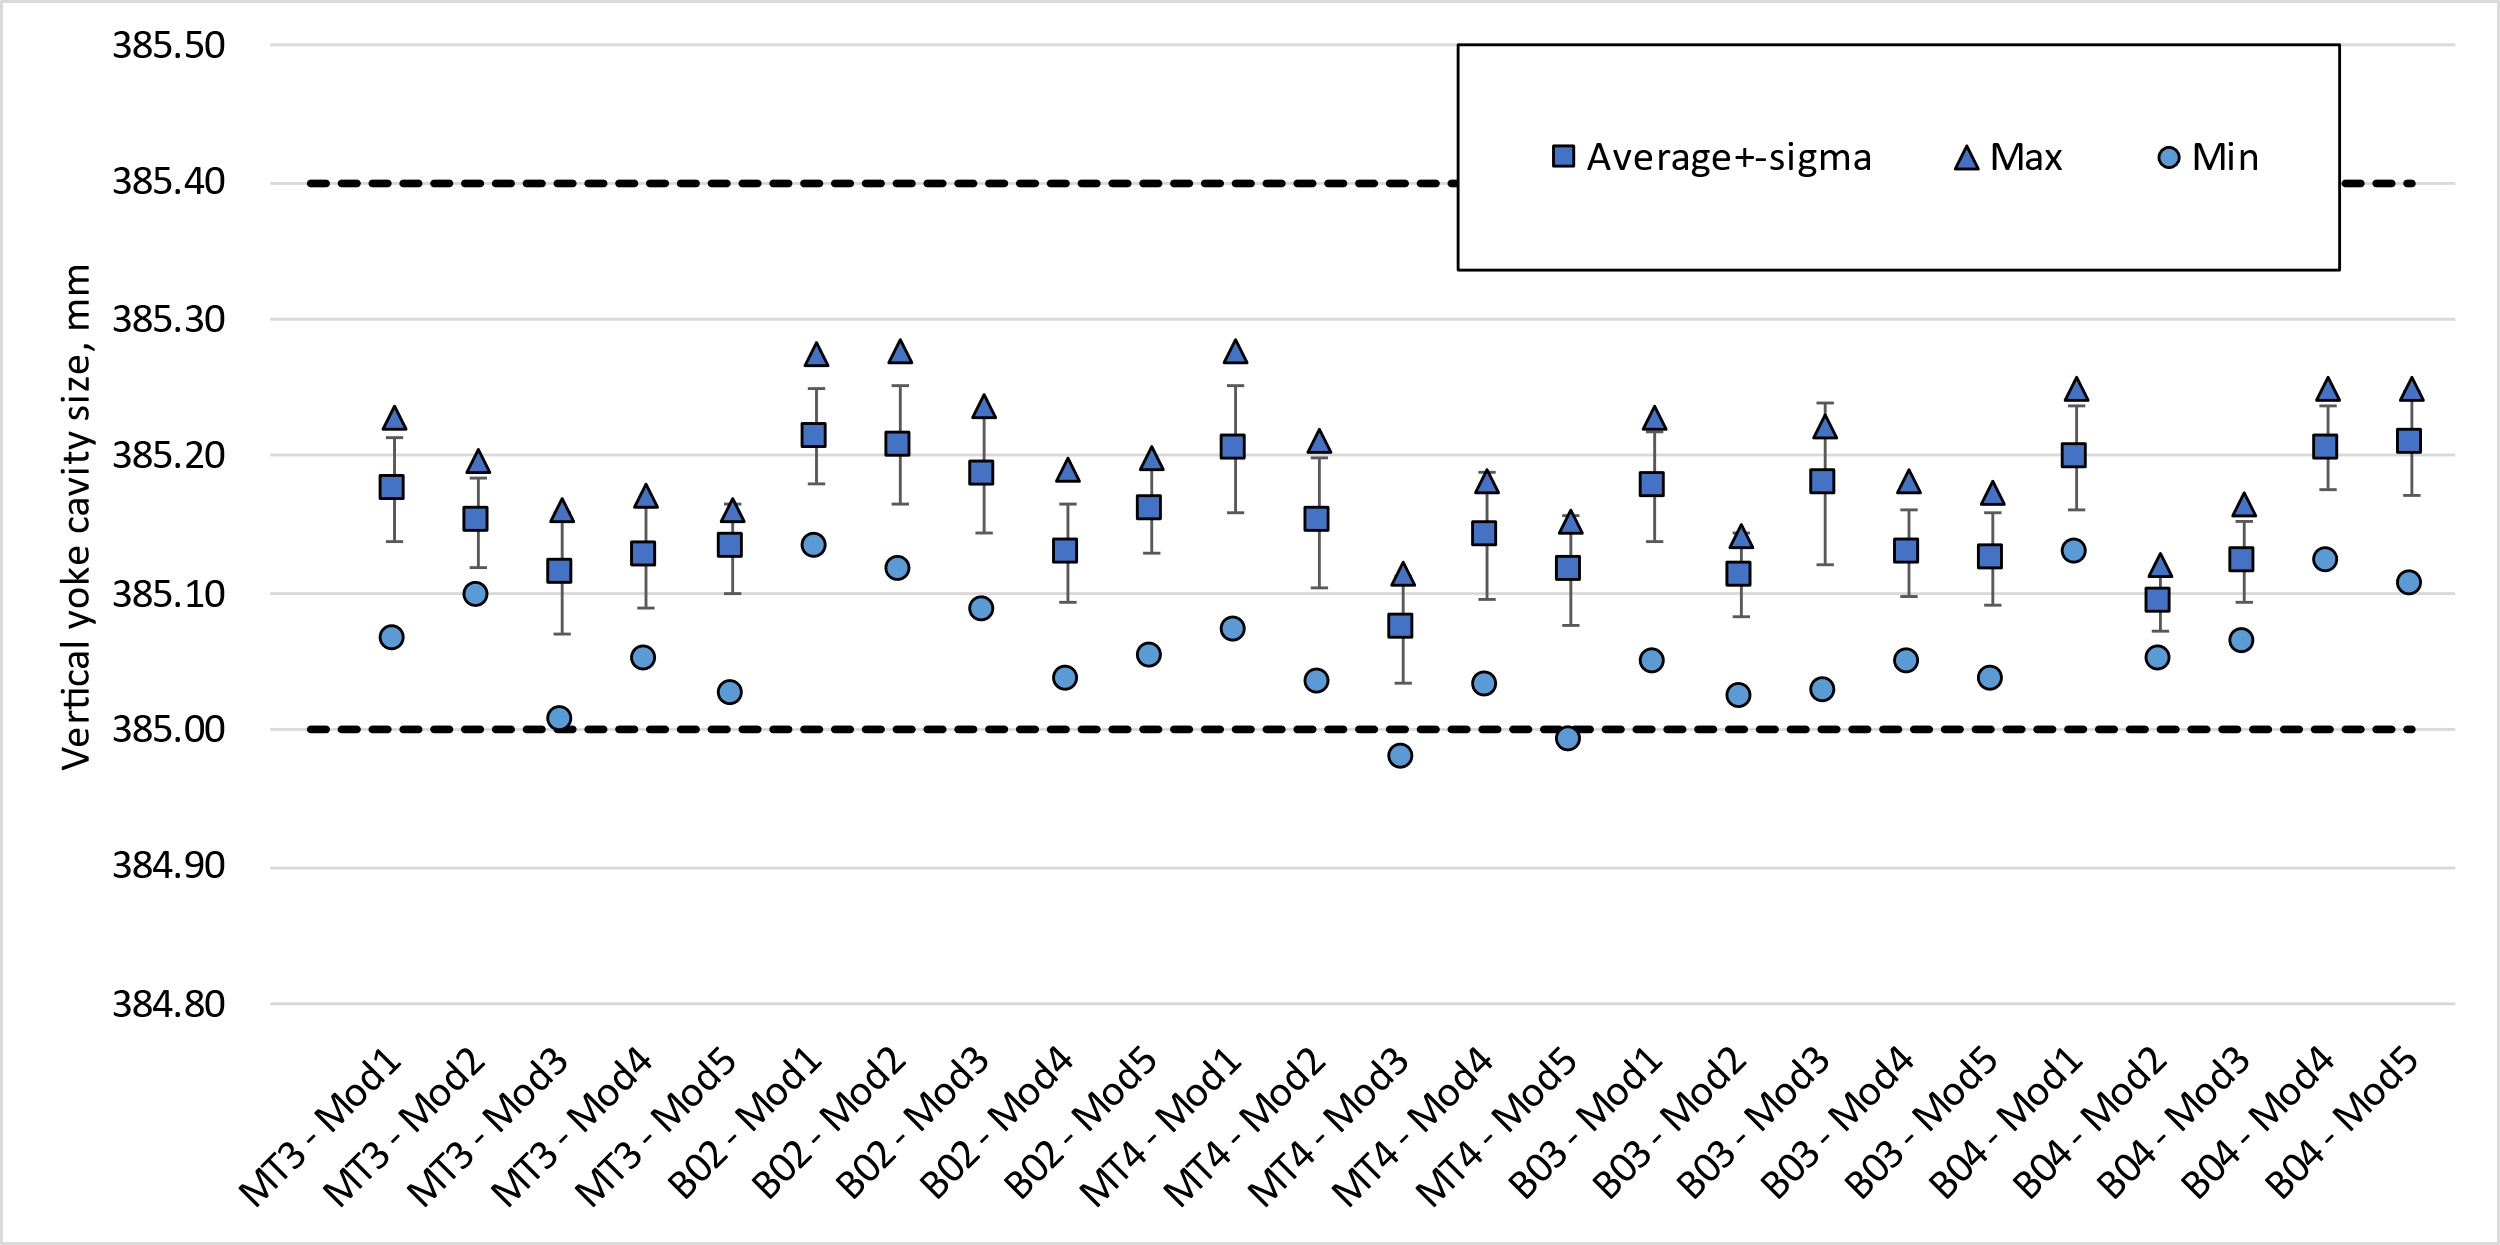 385.50
385.40
385.30
385.20
385.10
385.00
384.90
384.80
Vertical yoke cavity size, mm
Average+-sigma Max Min
MT3 - Mod1
MT3 - Mod2
MT3 - Mod3
MT3 - Mod4
MT3 - Mod5
B02 - Mod1
B02 - Mod2
B02 - Mod3
B02 - Mod4
B02 - Mod5
MT4 - Mod1
MT4 - Mod2
MT4 - Mod3
MT4 - Mod4
MT4 - Mod5
B03 - Mod1
B03 - Mod2
B03 - Mod3
B03 - Mod4
B03 - Mod5
B04 - Mod1
B04 - Mod2
B04 - Mod3
B04 - Mod4
B04 - Mod5